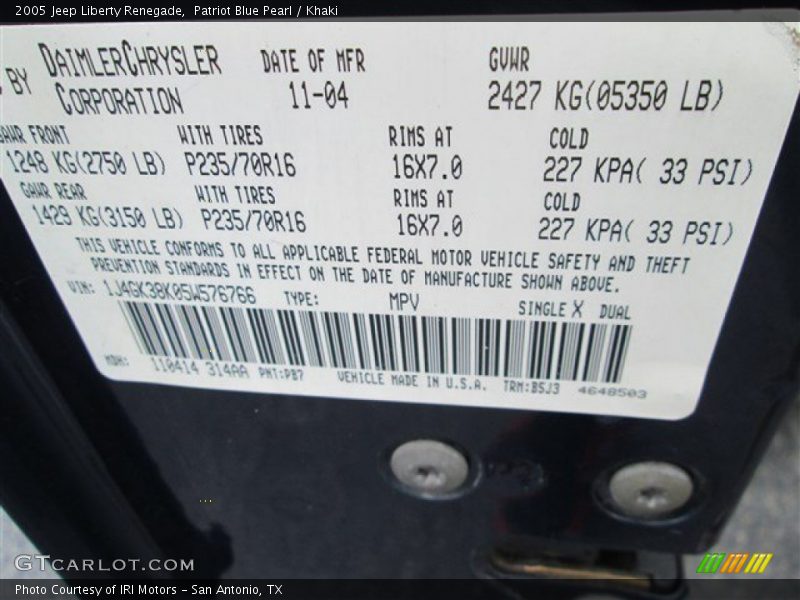 2005 Jeep Liberty Renegade, Patriot Blue Pearl / Khaki
BY DAIMLERCHRYSLER CORPORATION
DATE OF MFR
11-04
GVWR
2427 KG(05350 LB)
GAWR FRONT WITH TIRES RIMS AT COLD
1248 KG(2750 LB) P235/70R16 16X7.0 227 KPA( 33 PSI)
GAWR REAR WITH TIRES RIMS AT COLD
1429 KG(3150 LB) P235/70R16 16X7.0 227 KPA( 33 PSI)
THIS VEHICLE CONFORMS TO ALL APPLICABLE FEDERAL MOTOR VEHICLE SAFETY AND THEFT
PREVENTION STANDARDS IN EFFECT ON THE DATE OF MANUFACTURE SHOWN ABOVE.
VIN: 1J4GK38K05W576766 TYPE: MPV SINGLE X DUAL
MDH: 110414 314AA PNT:PB7 VEHICLE MADE IN U.S.A. TRM:B5J3 4648503
GTCARLOT.COM
Photo Courtesy of IRI Motors – San Antonio, TX